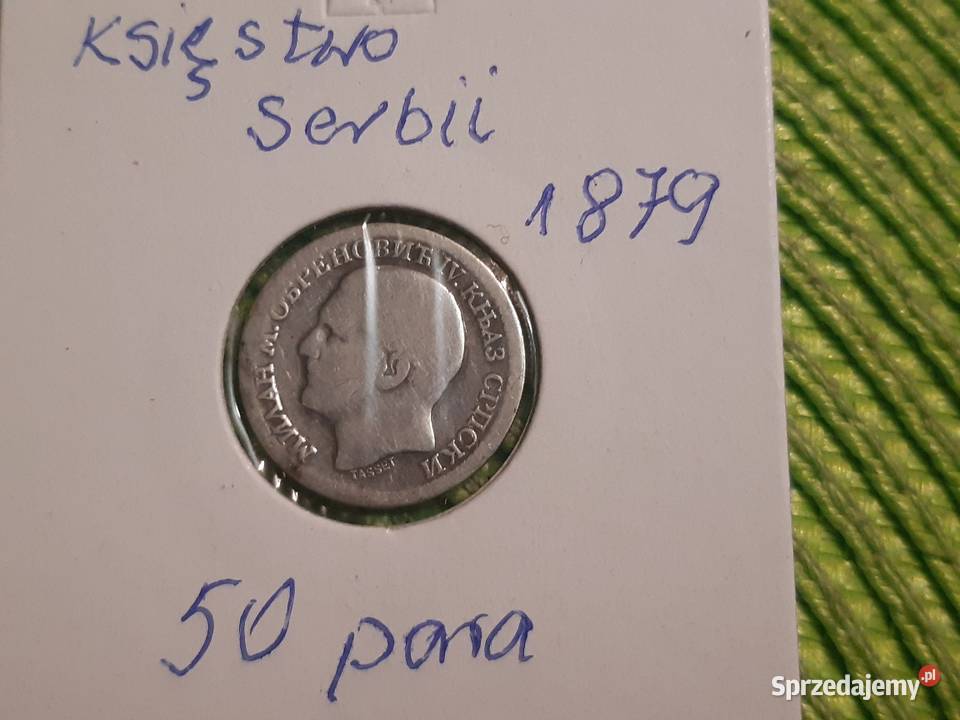 Księstwo
Serbii
1879
МИЛАН М. ОБРЕНОВИЋ IV. КЊАЗ СРПСКИ
TASSET
50 para
Sprzedajemy.pl